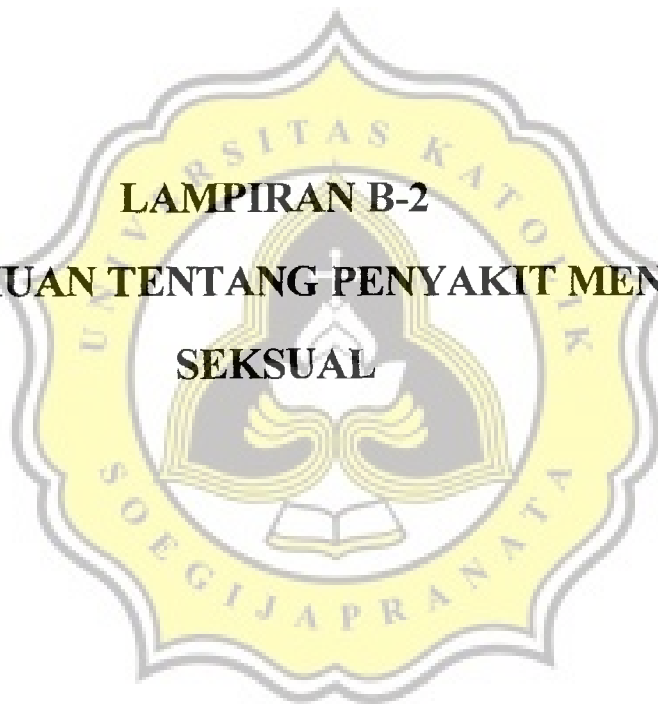 LAMPIRAN B-2
UAN TENTANG PENYAKIT MEN
SEKSUAL
UNIVERSITAS KATOLIK
SOEGIJAPRANATA